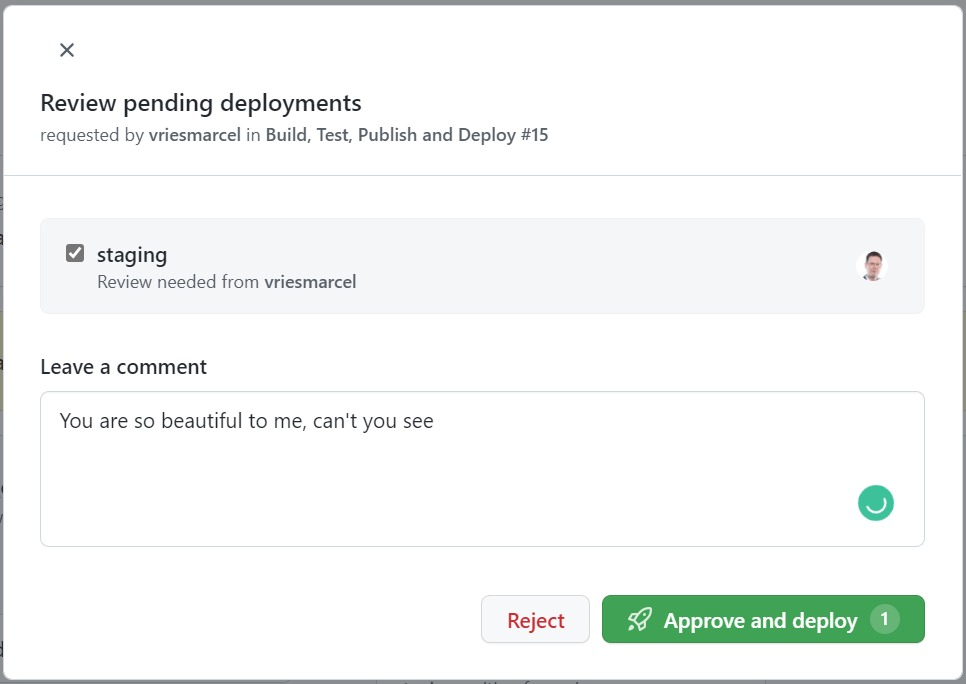 Review pending deployments
requested by vriesmarcel in Build, Test, Publish and Deploy #15
staging
Review needed from vriesmarcel
Leave a comment
You are so beautiful to me, can't you see
Reject
Approve and deploy 1